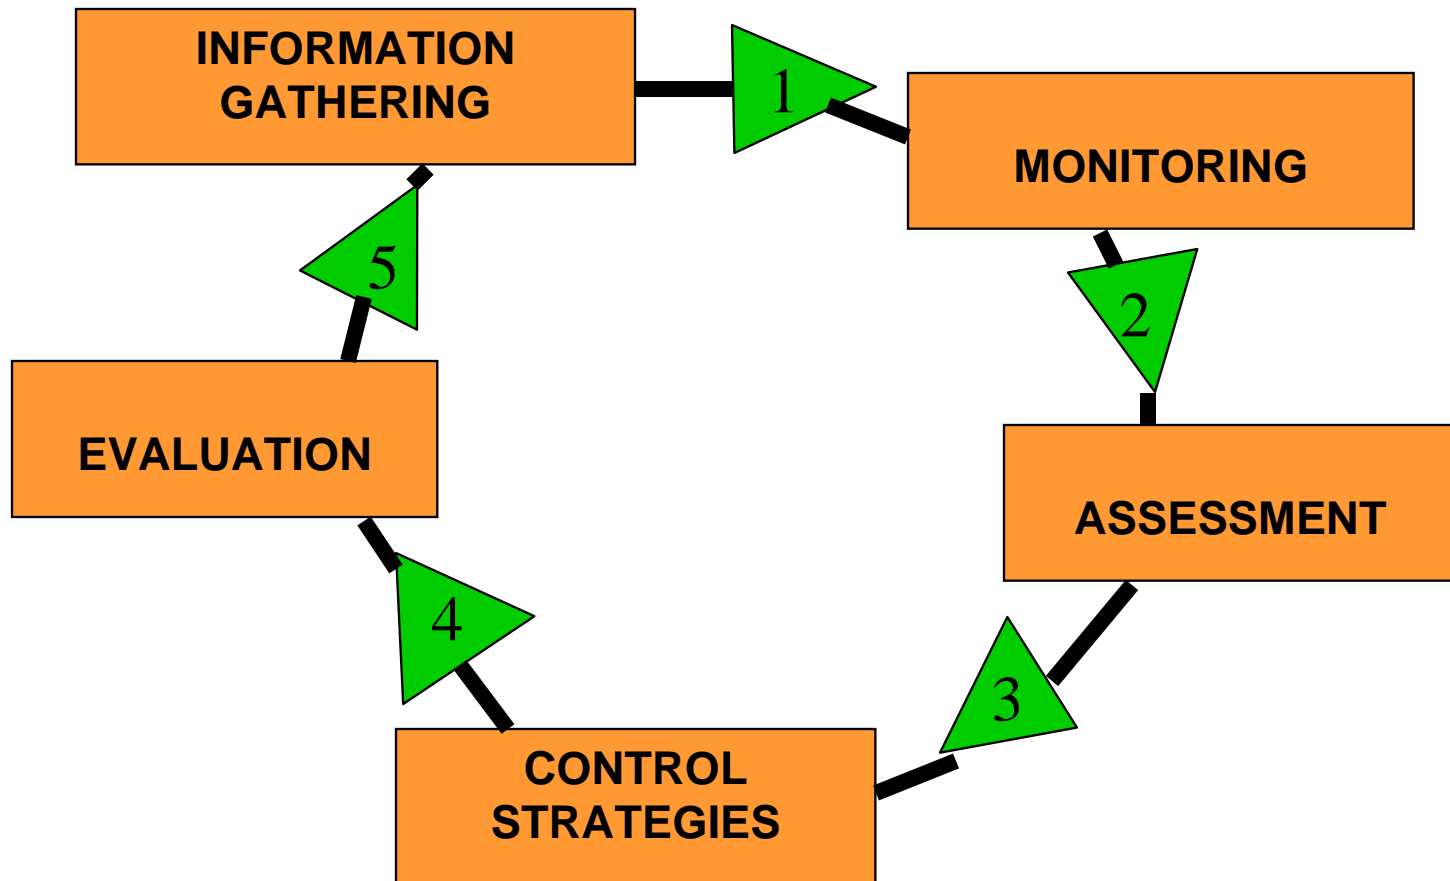 INFORMATION
GATHERING
1
MONITORING
2
ASSESSMENT
3
CONTROL
STRATEGIES
4
EVALUATION
5